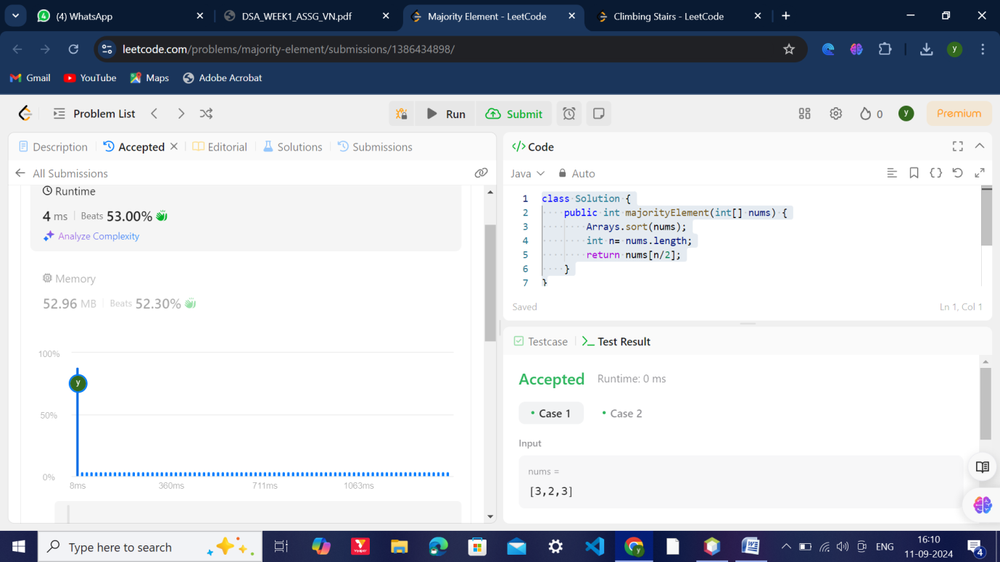 (4) WhatsApp
DSA_WEEK1_ASSG_VN.pdf
Majority Element - LeetCode
Climbing Stairs - LeetCode
leetcode.com/problems/majority-element/submissions/1386434898/
y
Gmail
YouTube
Maps
Adobe Acrobat
Problem List
Run
Submit
0
y
Premium
Description
Accepted
Editorial
Solutions
Submissions
All Submissions
Runtime
4 ms
Beats 53.00%
Analyze Complexity
Memory
52.96 MB
Beats 52.30%
100%
50%
0%
y
8ms
360ms
711ms
1063ms
</> Code
Java
Auto
1 class Solution {
2 public int majorityElement(int[] nums) {
3 Arrays.sort(nums);
4 int n= nums.length;
5 return nums[n/2];
6 }
7 }
Saved
Ln 1, Col 1
Testcase
Test Result
Accepted
Runtime: 0 ms
Case 1
Case 2
Input
nums =
[3,2,3]
Type here to search
ENG
16:10
11-09-2024
4